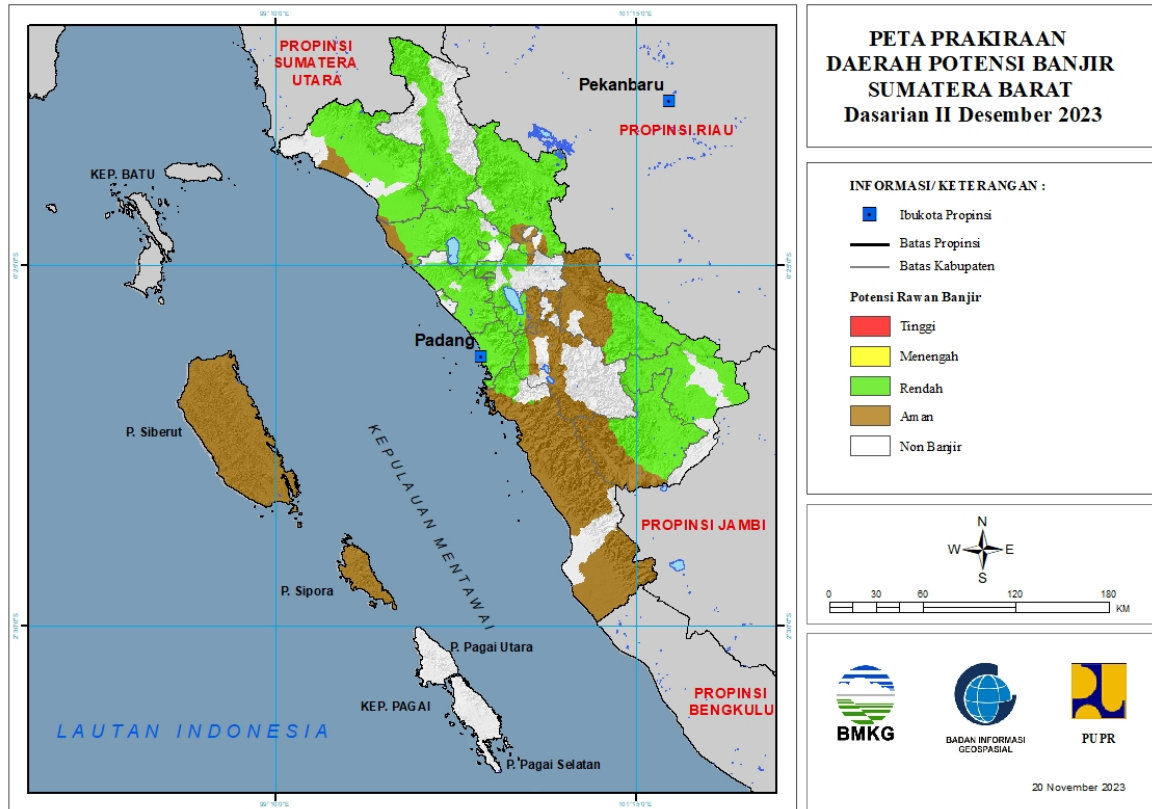 PETA PRAKIRAAN
DAERAH POTENSI BANJIR
SUMATERA BARAT
Dasarian II Desember 2023
INFORMASI/ KETERANGAN :
Ibukota Propinsi
Batas Propinsi
Batas Kabupaten
Potensi Rawan Banjir
Tinggi
Menengah
Rendah
Aman
Non Banjir
N
W E
S
0 30 60 120 180
KM
BMKG
BADAN INFORMASI
GEOSPASIAL
PUPR
20 November 2023
PROPINSI
SUMATERA
UTARA
Pekanbaru
PROPINSI RIAU
KEP. BATU
Padang
P. Siberut
KEPULAUAN MENTAWAI
PROPINSI JAMBI
P. Sipora
P. Pagai Utara
KEP. PAGAI
PROPINSI
BENGKULU
LAUTAN INDONESIA
P. Pagai Selatan